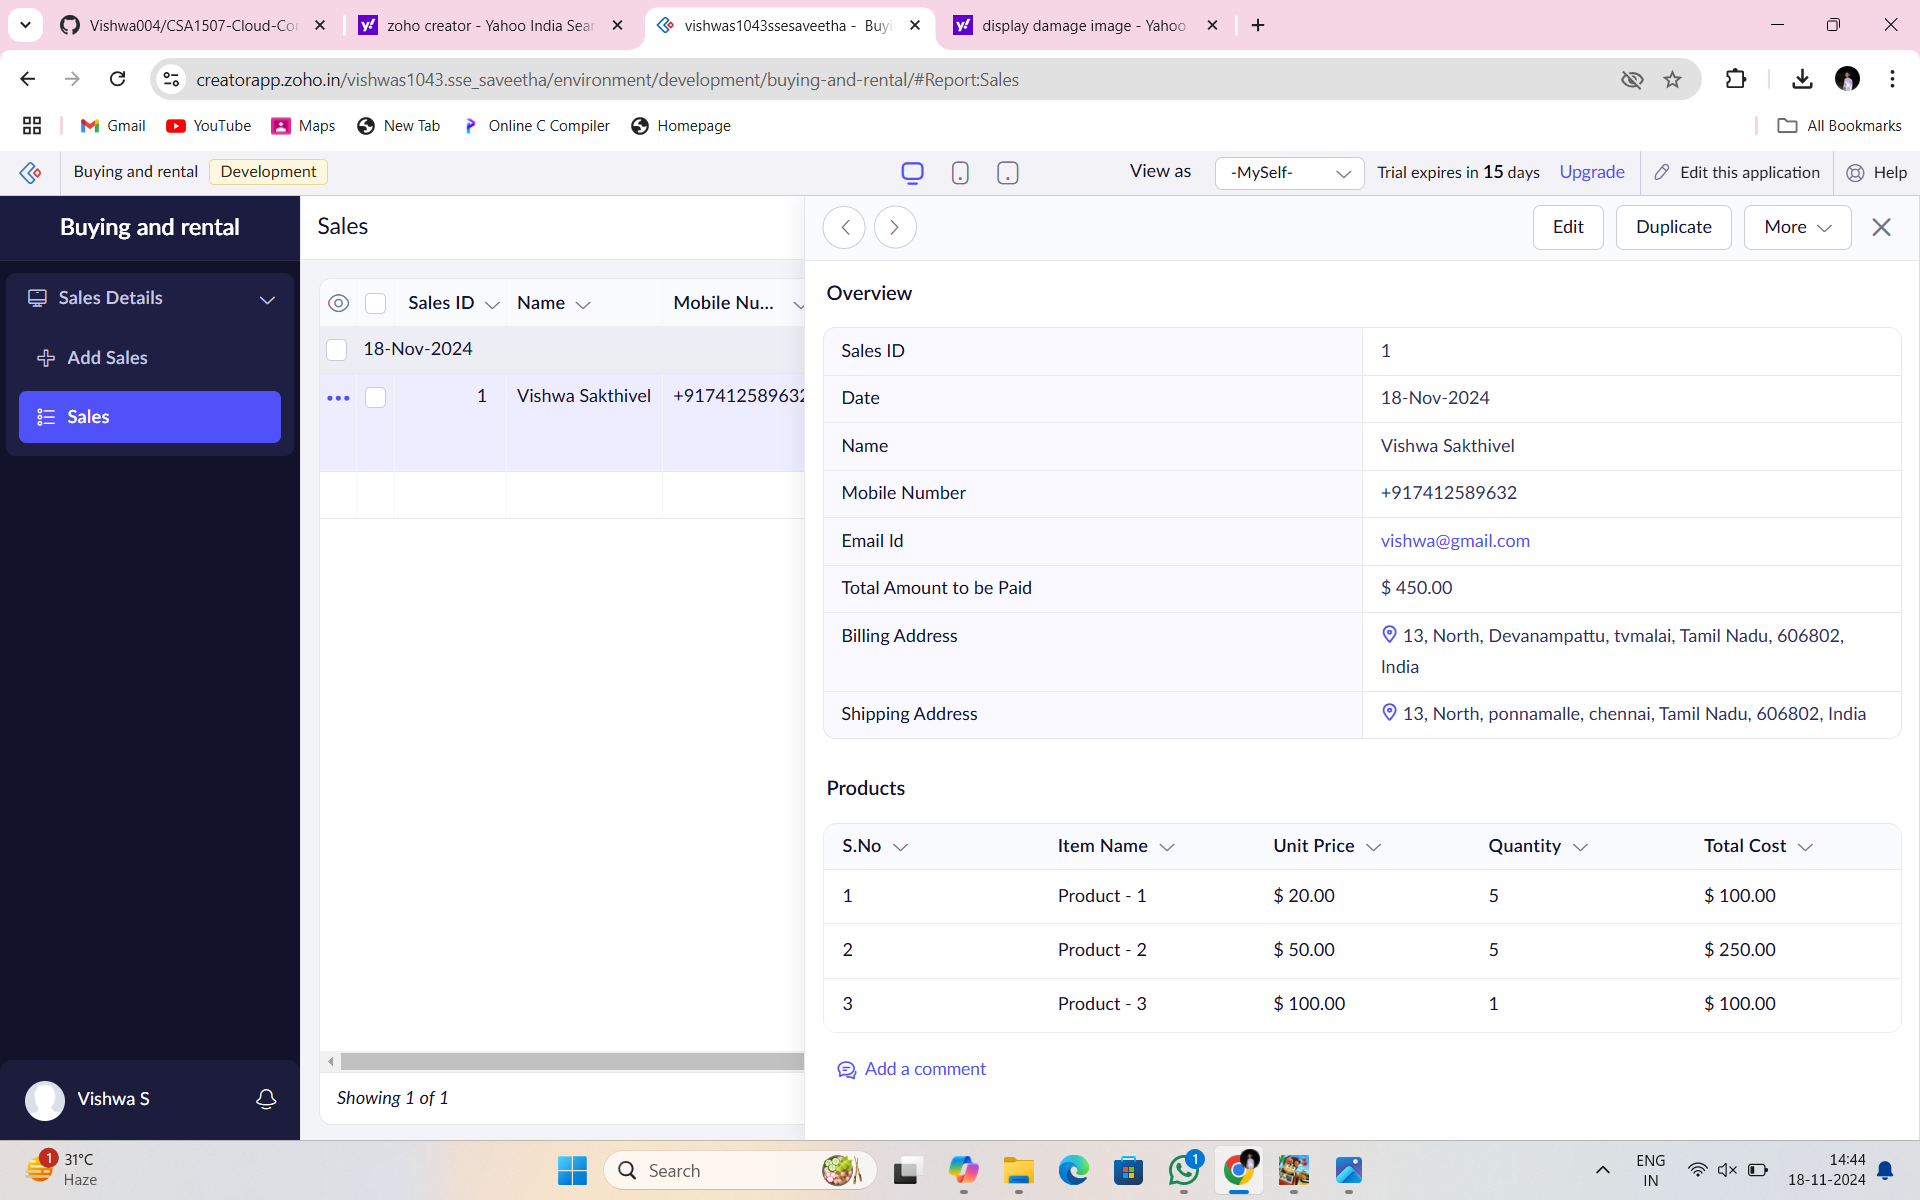 Vishwa004/CSA1507-Cloud-Cor
zoho creator - Yahoo India Sear
vishwas1043ssesaveetha - Buyi
display damage image - Yahoo
creatorapp.zoho.in/vishwas1043.sse_saveetha/environment/development/buying-and-rental/#Report:Sales
Gmail
YouTube
Maps
New Tab
Online C Compiler
Homepage
All Bookmarks
Buying and rental
Development
View as
-MySelf-
Trial expires in 15 days
Upgrade
Edit this application
Help
Buying and rental
Sales Details
Add Sales
Sales
Vishwa S
Sales
Sales ID
Name
Mobile Nu...
18-Nov-2024
1
Vishwa Sakthivel
+917412589632
Showing 1 of 1
Edit
Duplicate
More
Overview
Sales ID
1
Date
18-Nov-2024
Name
Vishwa Sakthivel
Mobile Number
+917412589632
Email Id
vishwa@gmail.com
Total Amount to be Paid
$ 450.00
Billing Address
13, North, Devanampattu, tvmalai, Tamil Nadu, 606802,
India
Shipping Address
13, North, ponnamalle, chennai, Tamil Nadu, 606802, India
Products
S.No
Item Name
Unit Price
Quantity
Total Cost
1
Product - 1
$ 20.00
5
$ 100.00
2
Product - 2
$ 50.00
5
$ 250.00
3
Product - 3
$ 100.00
1
$ 100.00
Add a comment
1
31°C
Haze
Search
1
ENG
IN
14:44
18-11-2024